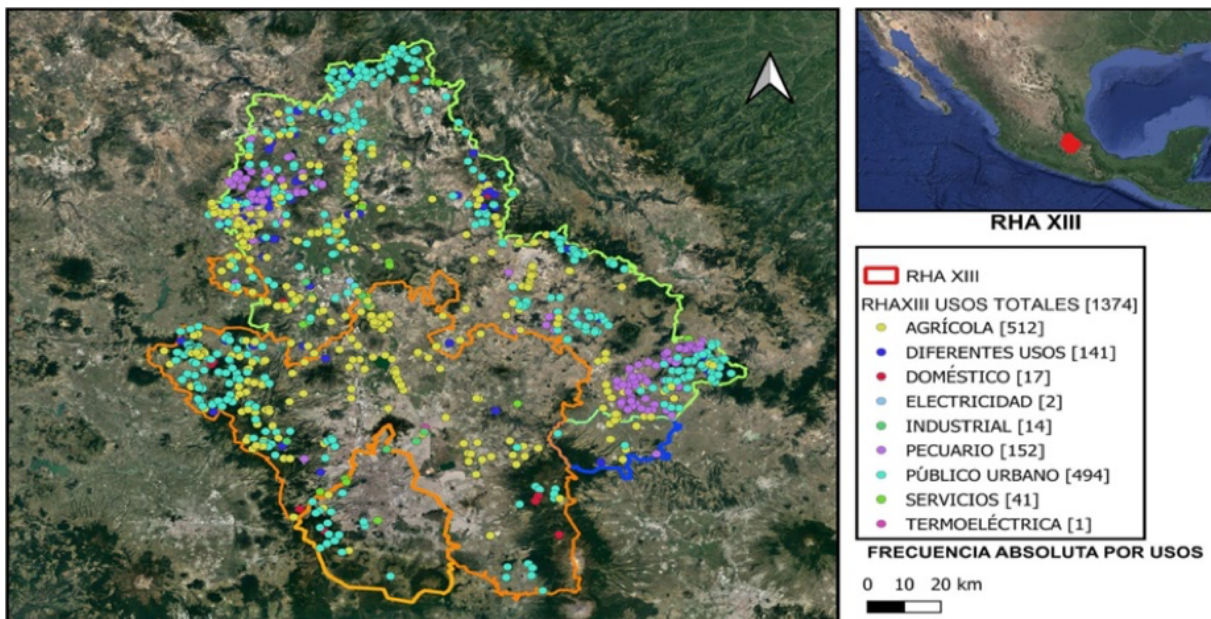 RHA XIII
RHA XIII
RHAXIII USOS TOTALES [1374]
AGRÍCOLA [512]
DIFERENTES USOS [141]
DOMÉSTICO [17]
ELECTRICIDAD [2]
INDUSTRIAL [14]
PECUARIO [152]
PÚBLICO URBANO [494]
SERVICIOS [41]
TERMOELÉCTRICA [1]
FRECUENCIA ABSOLUTA POR USOS
0 10 20 km